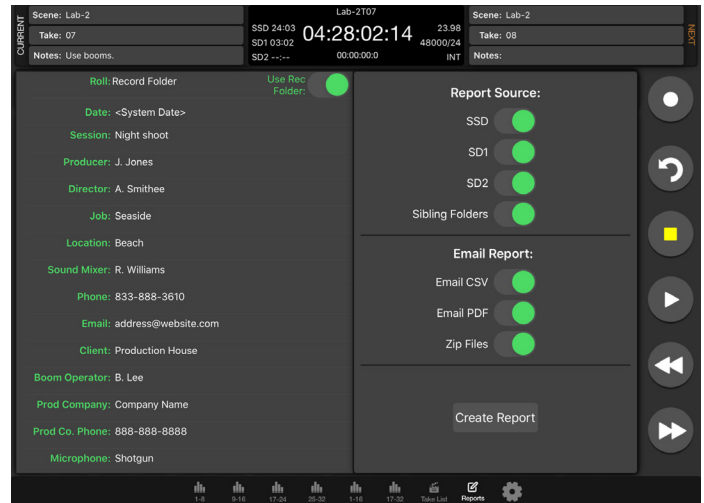 CURRENT
Scene: Lab-2
Take: 07
Notes: Use booms.
Lab-2T07
SSD 24:03
SD1 03:02
SD2 --:--
04:28:02:14
00:00:00:0
23.98
48000/24
INT
Scene: Lab-2
Take: 08
Notes:
NEXT
Roll: Record Folder
Use Rec
Folder:
Date: <System Date>
Session: Night shoot
Producer: J. Jones
Director: A. Smithee
Job: Seaside
Location: Beach
Sound Mixer: R. Williams
Phone: 833-888-3610
Email: address@website.com
Client: Production House
Boom Operator: B. Lee
Prod Company: Company Name
Prod Co. Phone: 888-888-8888
Microphone: Shotgun
Report Source:
SSD
SD1
SD2
Sibling Folders
Email Report:
Email CSV
Email PDF
Zip Files
Create Report
1-8
9-16
17-24
25-32
1-16
17-32
Take List
Reports